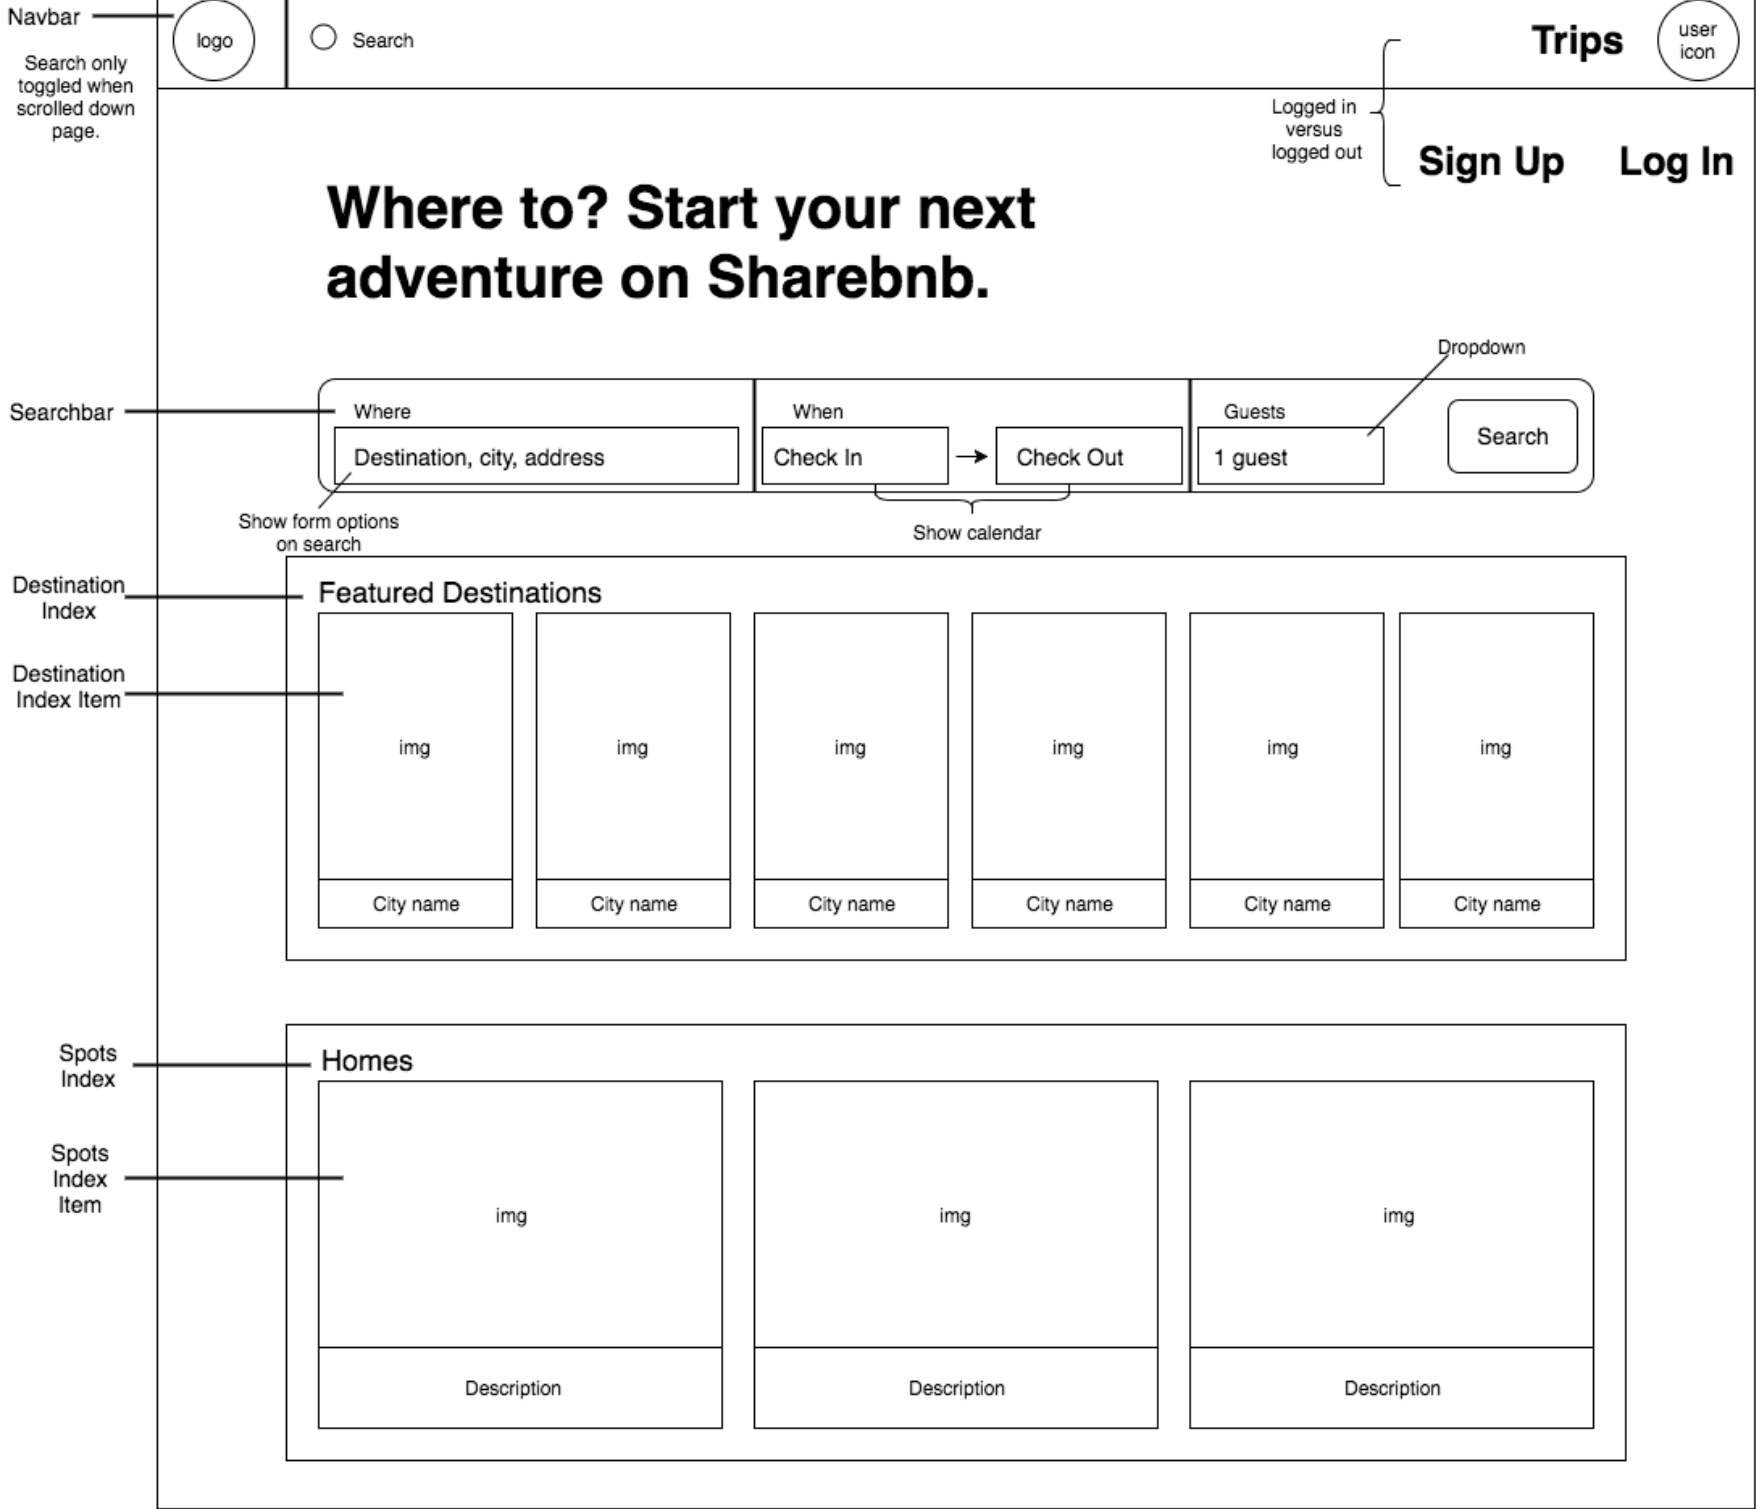 Navbar
logo
Search
Trips
user
icon
Search only
toggled when
scrolled down
page.
Logged in
versus
logged out
Sign Up
Log In
Where to? Start your next
adventure on Sharebnb.
Dropdown
Searchbar
Where
When
Guests
Search
Destination, city, address
Check In
Check Out
1 guest
Show form options
on search
Show calendar
Destination
Index
Featured Destinations
Destination
Index Item
img
img
img
img
img
img
City name
City name
City name
City name
City name
City name
Spots
Index
Homes
Spots
Index
Item
img
img
img
Description
Description
Description